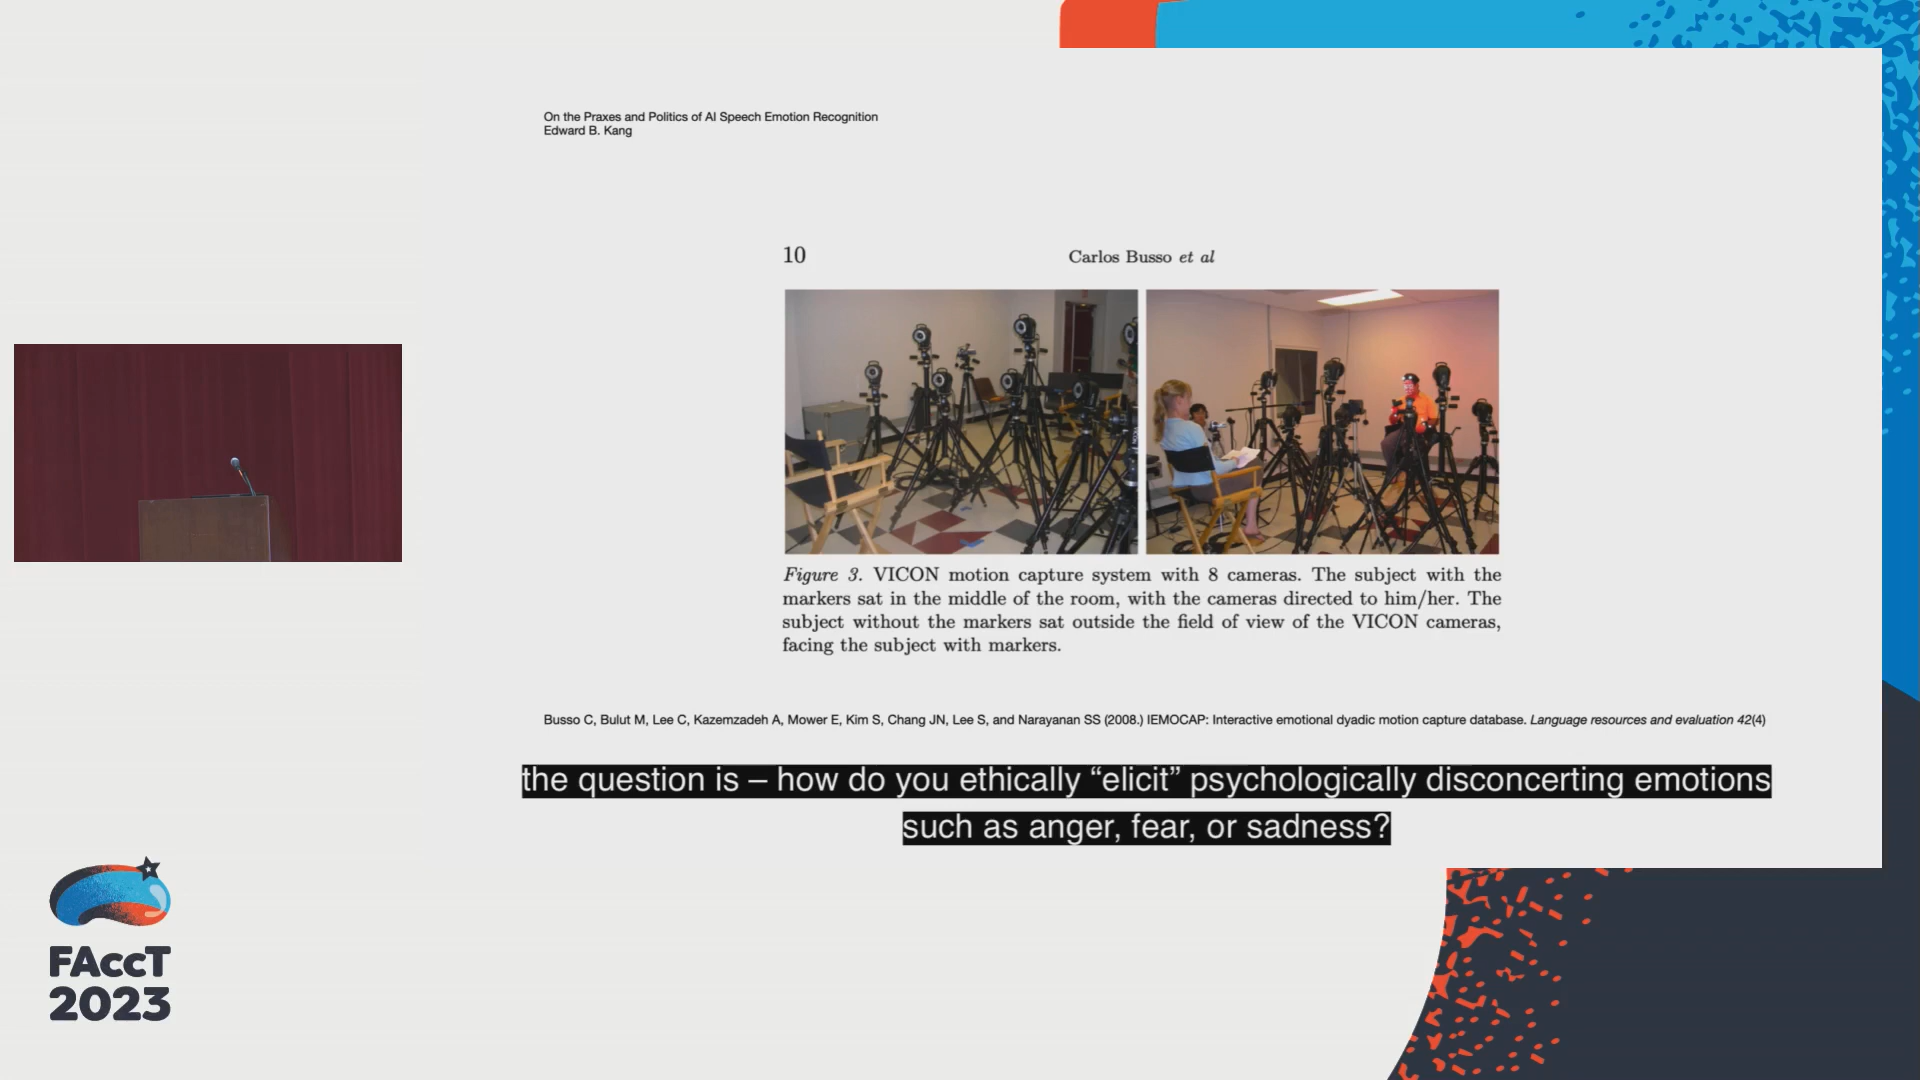 On the Praxes and Politics of AI Speech Emotion Recognition
Edward B. Kang
10 Carlos Busso et al
Figure 3. VICON motion capture system with 8 cameras. The subject with the
markers sat in the middle of the room, with the cameras directed to him/her. The
subject without the markers sat outside the field of view of the VICON cameras,
facing the subject with markers.
Busso C, Bulut M, Lee C, Kazemzadeh A, Mower E, Kim S, Chang JN, Lee S, and Narayanan SS (2008.) IEMOCAP: Interactive emotional dyadic motion capture database. Language resources and evaluation 42(4)
the question is – how do you ethically “elicit” psychologically disconcerting emotions
such as anger, fear, or sadness?
FAccT
2023